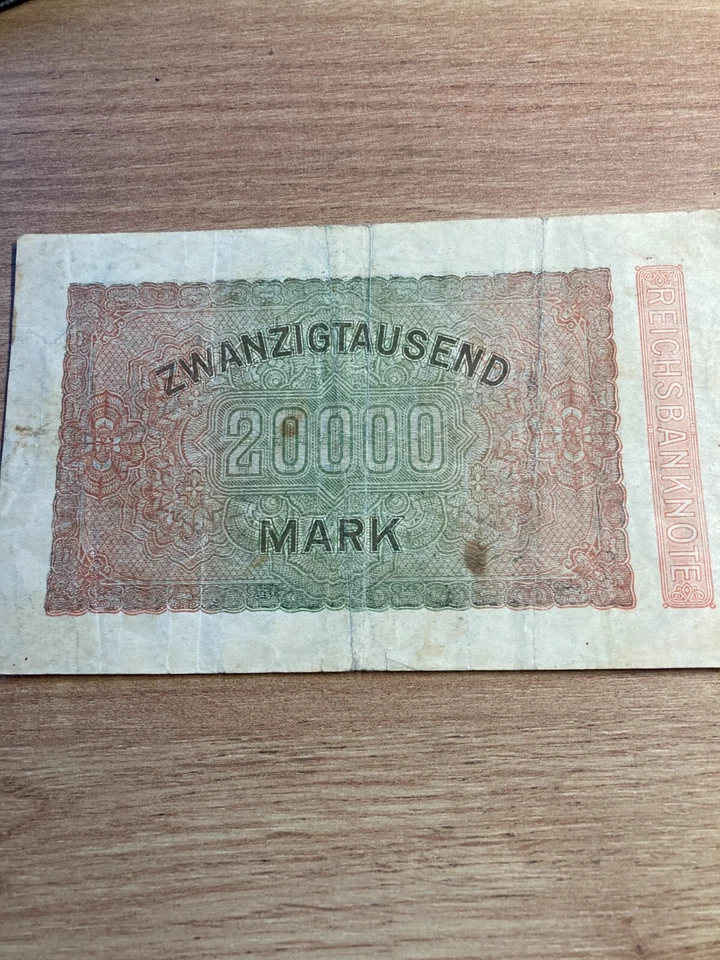 ZWANZIGTAUSEND
20000
MARK
REICHSBANKNOTE